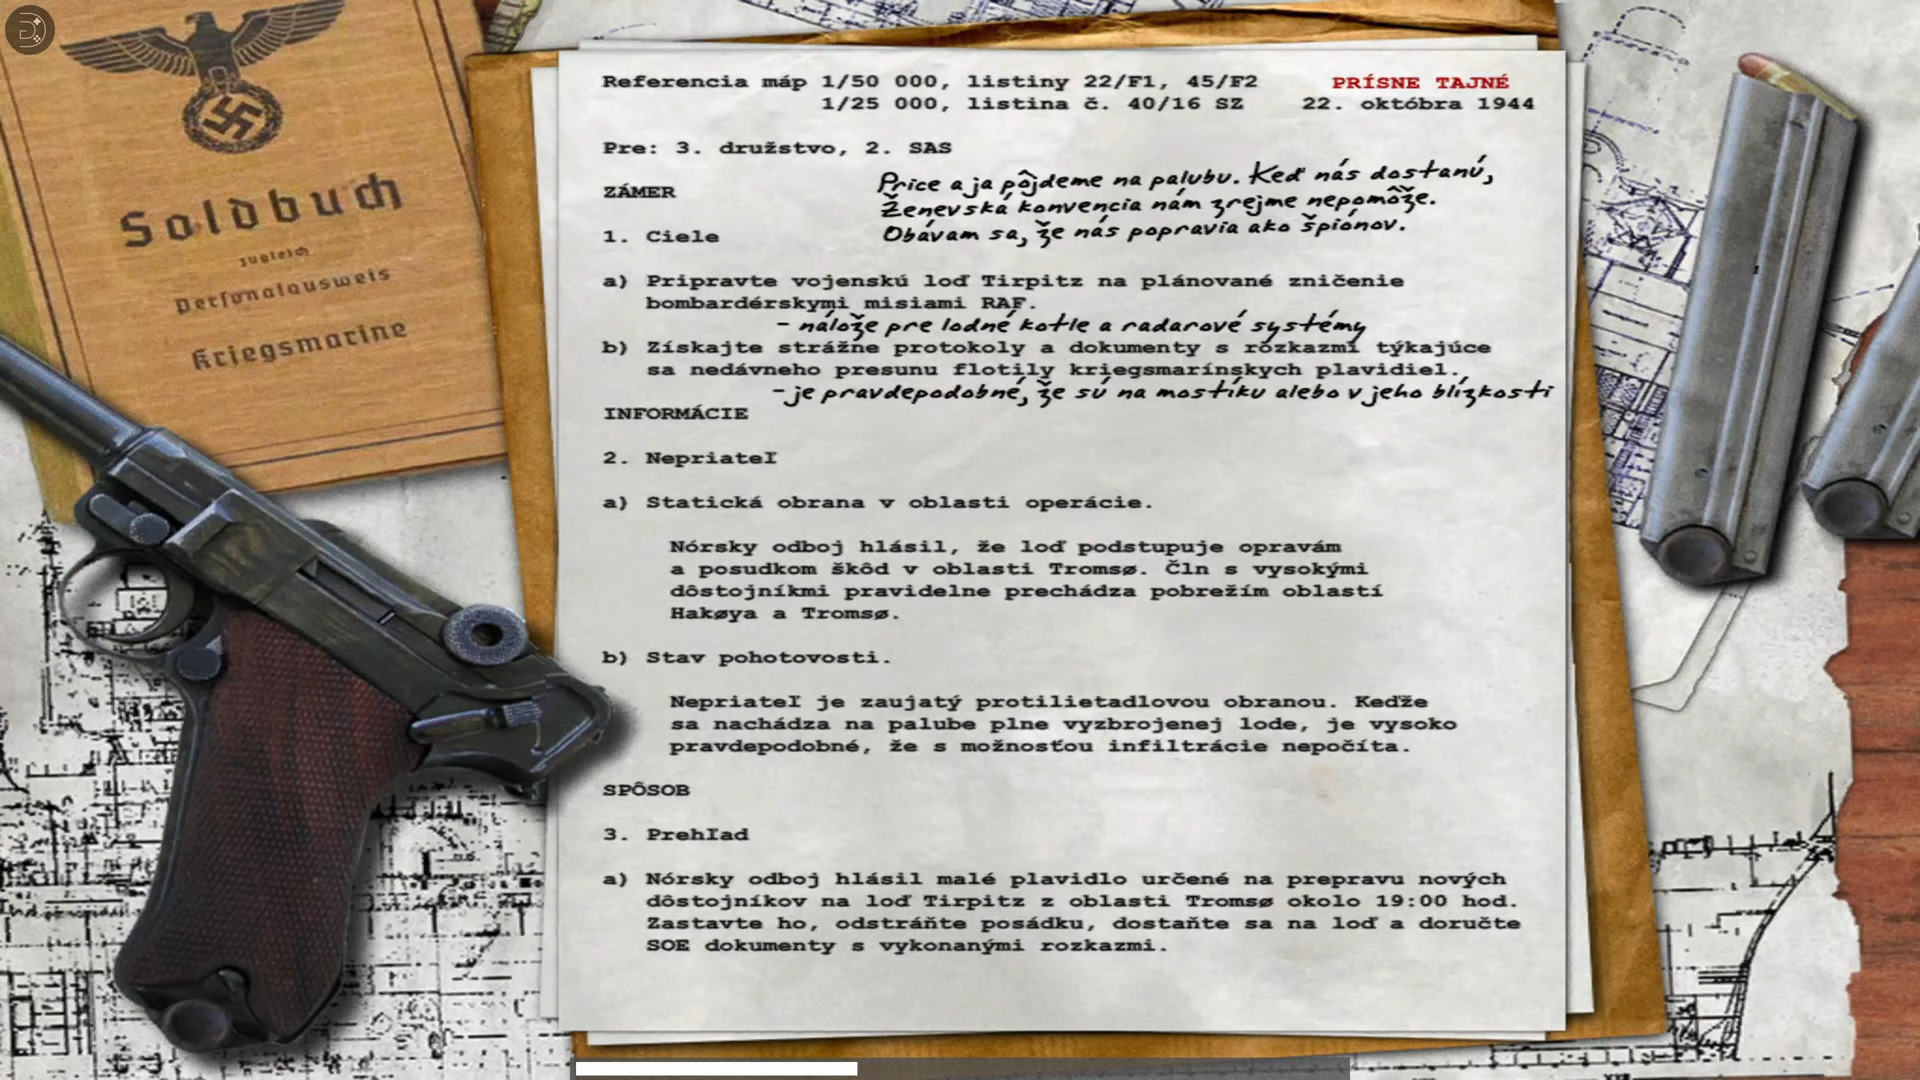 Soldbuch
zugleich
Personalausweis
Kriegsmarine
Referencia máp 1/50 000, listiny 22/F1, 45/F2
PRÍSNE TAJNÉ
1/25 000, listina č. 40/16 SZ
22. októbra 1944
Pre: 3. družstvo, 2. SAS
Price a ja pôjdeme na palubu. Keď nás dostanú,
Ženevská konvencia nám zrejme nepomôže.
Obávam sa, že nás popravia ako špiónov.
ZÁMER
1. Ciele
a) Pripravte vojenskú loď Tirpitz na plánované zničenie
bombardérskymi misiami RAF.
- nálože pre lodné kotle a radarové systémy
b) Získajte strážne protokoly a dokumenty s rozkazmi týkajúce
sa nedávneho presunu flotily kriegsmarínskych plavidiel.
- je pravdepodobné, že sú na mostíku alebo v jeho blízkosti
INFORMÁCIE
2. Nepriateľ
a) Statická obrana v oblasti operácie.
Nórsky odboj hlásil, že loď podstupuje opravám
a posudkom škôd v oblasti Tromsø. Čln s vysokými
dôstojníkmi pravidelne prechádza pobrežím oblastí
Hakøya a Tromsø.
b) Stav pohotovosti.
Nepriateľ je zaujatý protilietadlovou obranou. Keďže
sa nachádza na palube plne vyzbrojenej lode, je vysoko
pravdepodobné, že s možnosťou infiltrácie nepočíta.
SPÔSOB
3. Prehľad
a) Nórsky odboj hlásil malé plavidlo určené na prepravu nových
dôstojníkov na loď Tirpitz z oblasti Tromsø okolo 19:00 hod.
Zastavte ho, odstráňte posádku, dostaňte sa na loď a doručte
SOE dokumenty s vykonanými rozkazmi.